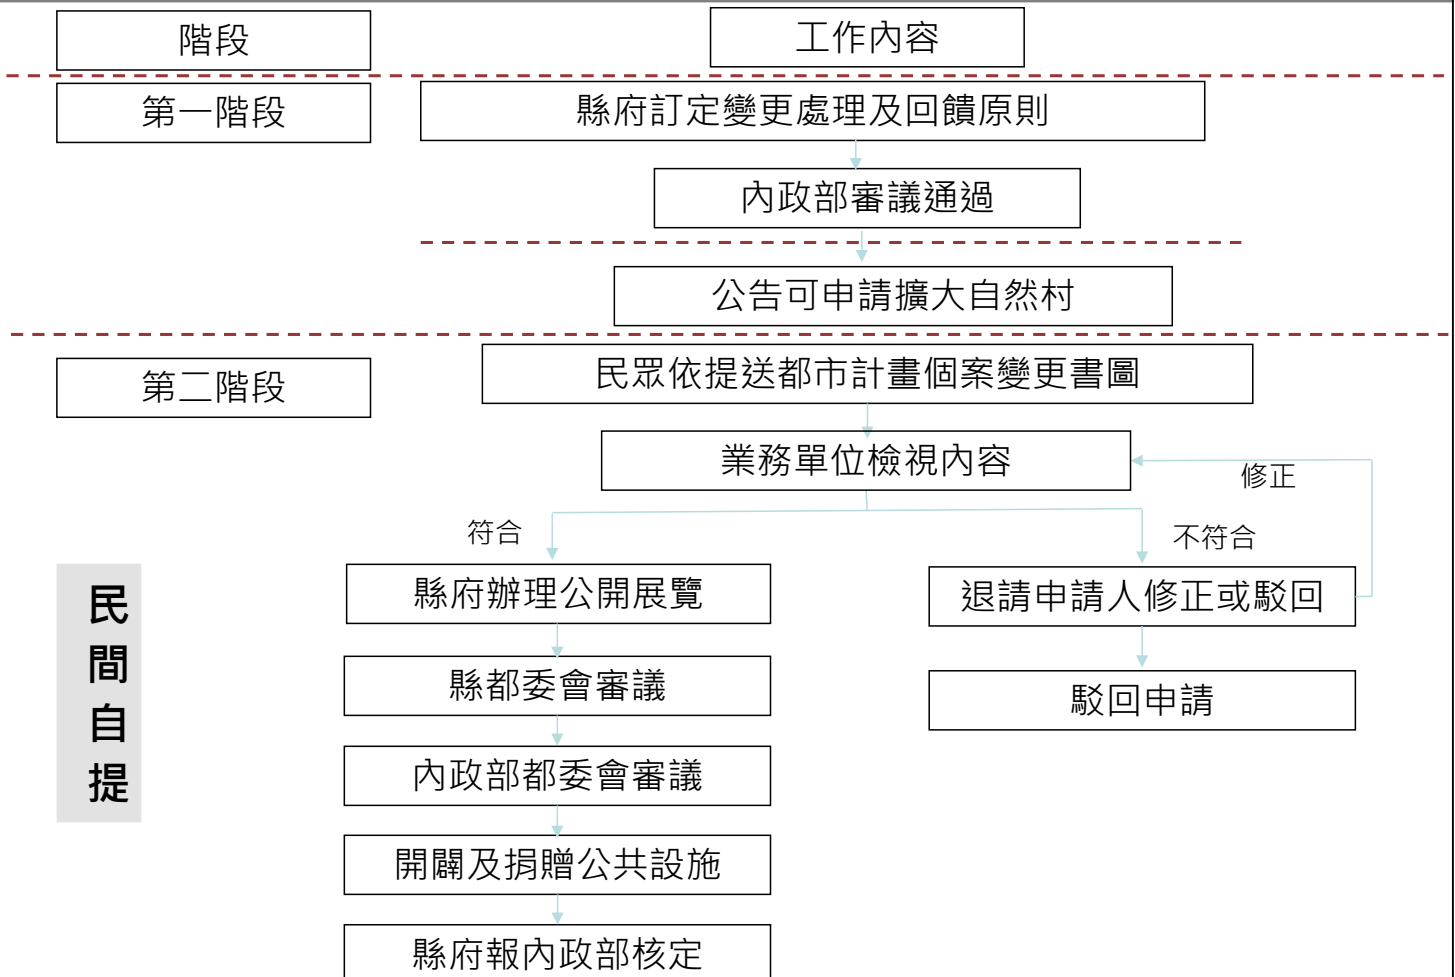 階段
工作內容
第一階段
縣府訂定變更處理及回饋原則
內政部審議通過
公告可申請擴大自然村
第二階段
民眾依提送都市計畫個案變更書圖
業務單位檢視內容
修正
符合
不符合
縣府辦理公開展覽
退請申請人修正或駁回
縣都委會審議
駁回申請
內政部都委會審議
開闢及捐贈公共設施
縣府報內政部核定
民間自提